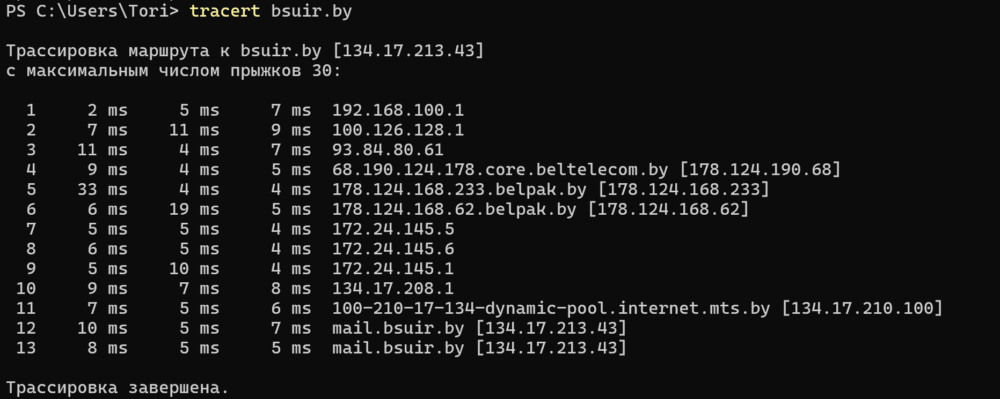 PS C:\Users\Tori> tracert bsuir.by
Трассировка маршрута к bsuir.by [134.17.213.43]
с максимальным числом прыжков 30:
1 2 ms 5 ms 7 ms 192.168.100.1
2 7 ms 11 ms 9 ms 100.126.128.1
3 11 ms 4 ms 7 ms 93.84.80.61
4 9 ms 4 ms 5 ms 68.190.124.178.core.beltelecom.by [178.124.190.68]
5 33 ms 4 ms 4 ms 178.124.168.233.belpak.by [178.124.168.233]
6 6 ms 19 ms 5 ms 178.124.168.62.belpak.by [178.124.168.62]
7 5 ms 5 ms 4 ms 172.24.145.5
8 6 ms 5 ms 4 ms 172.24.145.6
9 5 ms 10 ms 4 ms 172.24.145.1
10 9 ms 7 ms 8 ms 134.17.208.1
11 7 ms 5 ms 6 ms 100-210-17-134-dynamic-pool.internet.mts.by [134.17.210.100]
12 10 ms 5 ms 7 ms mail.bsuir.by [134.17.213.43]
13 8 ms 5 ms 5 ms mail.bsuir.by [134.17.213.43]
Трассировка завершена.